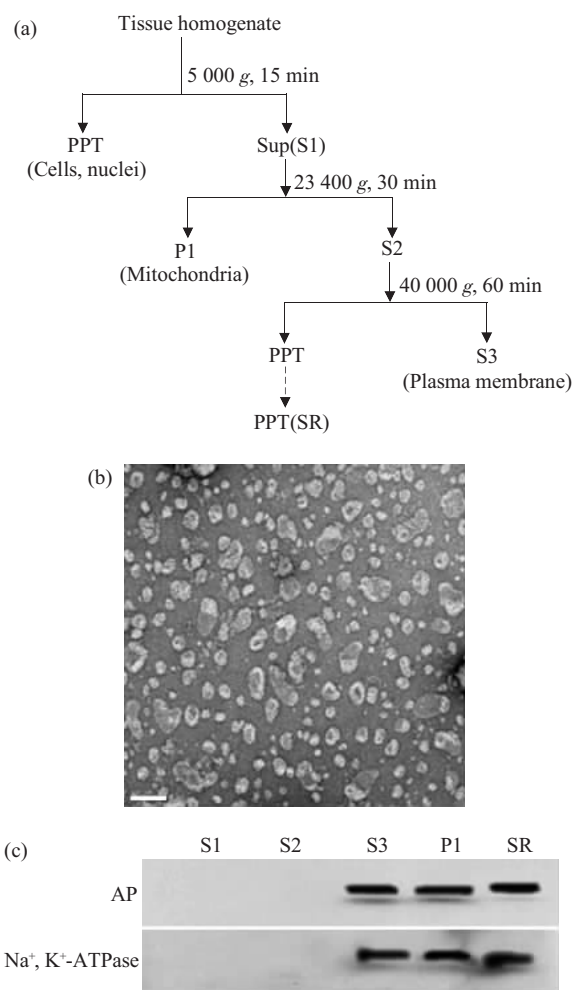 (a)
Tissue homogenate
5 000 g, 15 min
PPT
(Cells, nuclei)
Sup(S1)
23 400 g, 30 min
P1
(Mitochondria)
S2
40 000 g, 60 min
PPT
S3
(Plasma membrane)
PPT(SR)
(b)
(c)
S1 S2 S3 P1 SR
AP
Na⁺, K⁺-ATPase